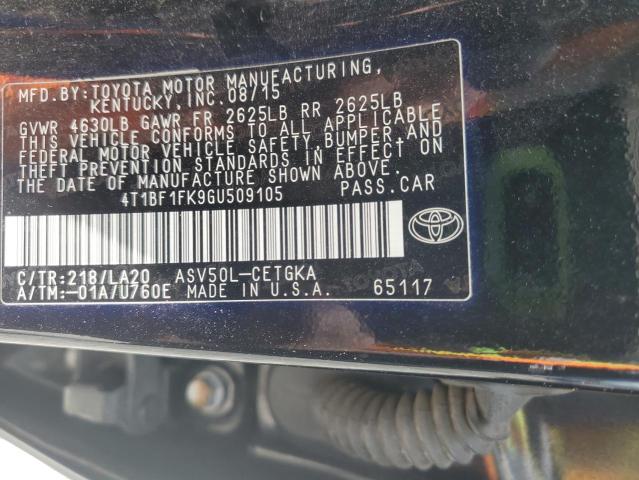 MFD.BY:TOYOTA MOTOR MANUFACTURING,
KENTUCKY,INC.08/15
GVWR 4630LB GAWR FR 2625LB RR 2625LB
THIS VEHICLE CONFORMS TO ALL APPLICABLE
FEDERAL MOTOR VEHICLE SAFETY,BUMPER,AND
THEFT PREVENTION STANDARDS IN EFFECT ON
THE DATE OF MANUFACTURE SHOWN ABOVE.
4T1BF1FK9GU509105 PASS.CAR
C/TR:218/LA20 ASV50L-CETGKA
A/TM:-01A/U760E MADE IN U.S.A. 65117